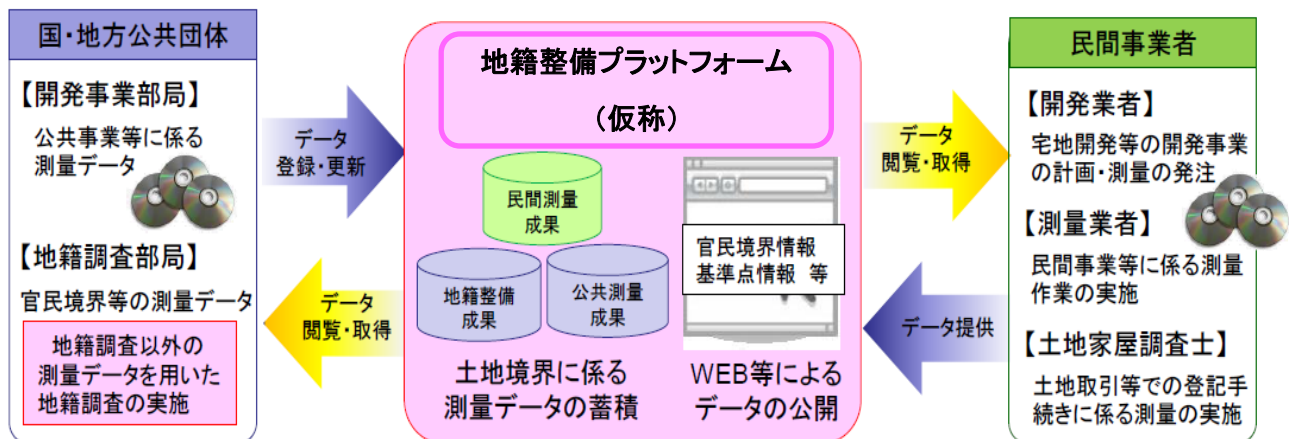 国・地方公共団体
【開発事業部局】
公共事業等に係る
測量データ
【地籍調査部局】
官民境界等の測量データ
地籍調査以外の
測量データを用いた
地籍調査の実施
データ
登録・更新
データ
閲覧・取得
地籍整備プラットフォーム
（仮称）
民間測量
成果
地籍整備
成果
公共測量
成果
官民境界情報
基準点情報 等
土地境界に係る
測量データの蓄積
WEB等による
データの公開
データ
閲覧・取得
データ提供
民間事業者
【開発業者】
宅地開発等の開発事業
の計画・測量の発注
【測量業者】
民間事業等に係る測量
作業の実施
【土地家屋調査士】
土地取引等での登記手
続きに係る測量の実施